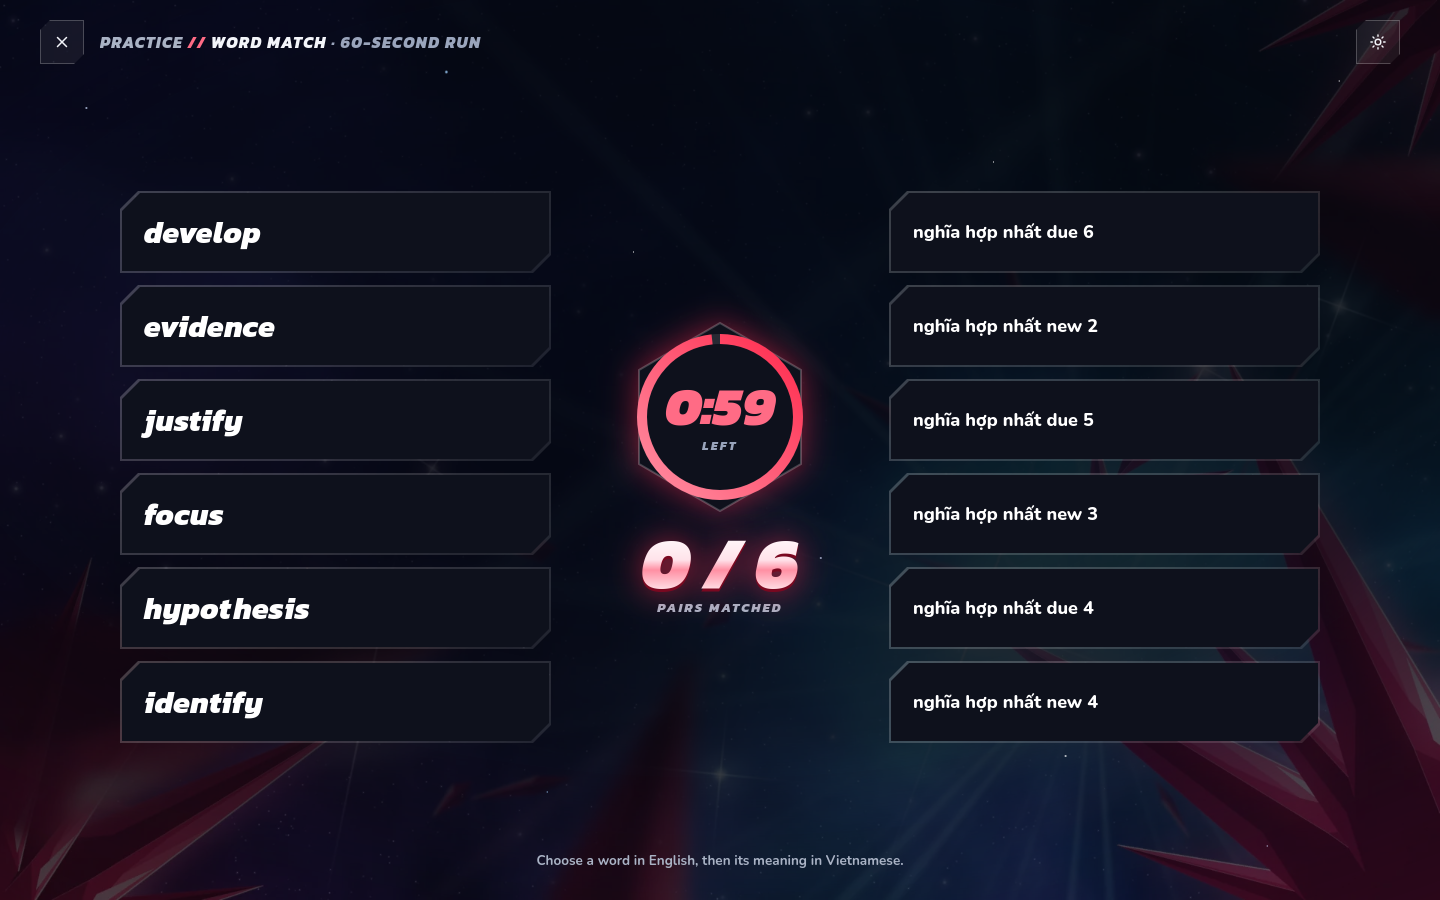 PRACTICE // WORD MATCH · 60-SECOND RUN
develop
evidence
justify
focus
hypothesis
identify
0:59
LEFT
0 / 6
PAIRS MATCHED
nghĩa hợp nhất due 6
nghĩa hợp nhất new 2
nghĩa hợp nhất due 5
nghĩa hợp nhất new 3
nghĩa hợp nhất due 4
nghĩa hợp nhất new 4
Choose a word in English, then its meaning in Vietnamese.